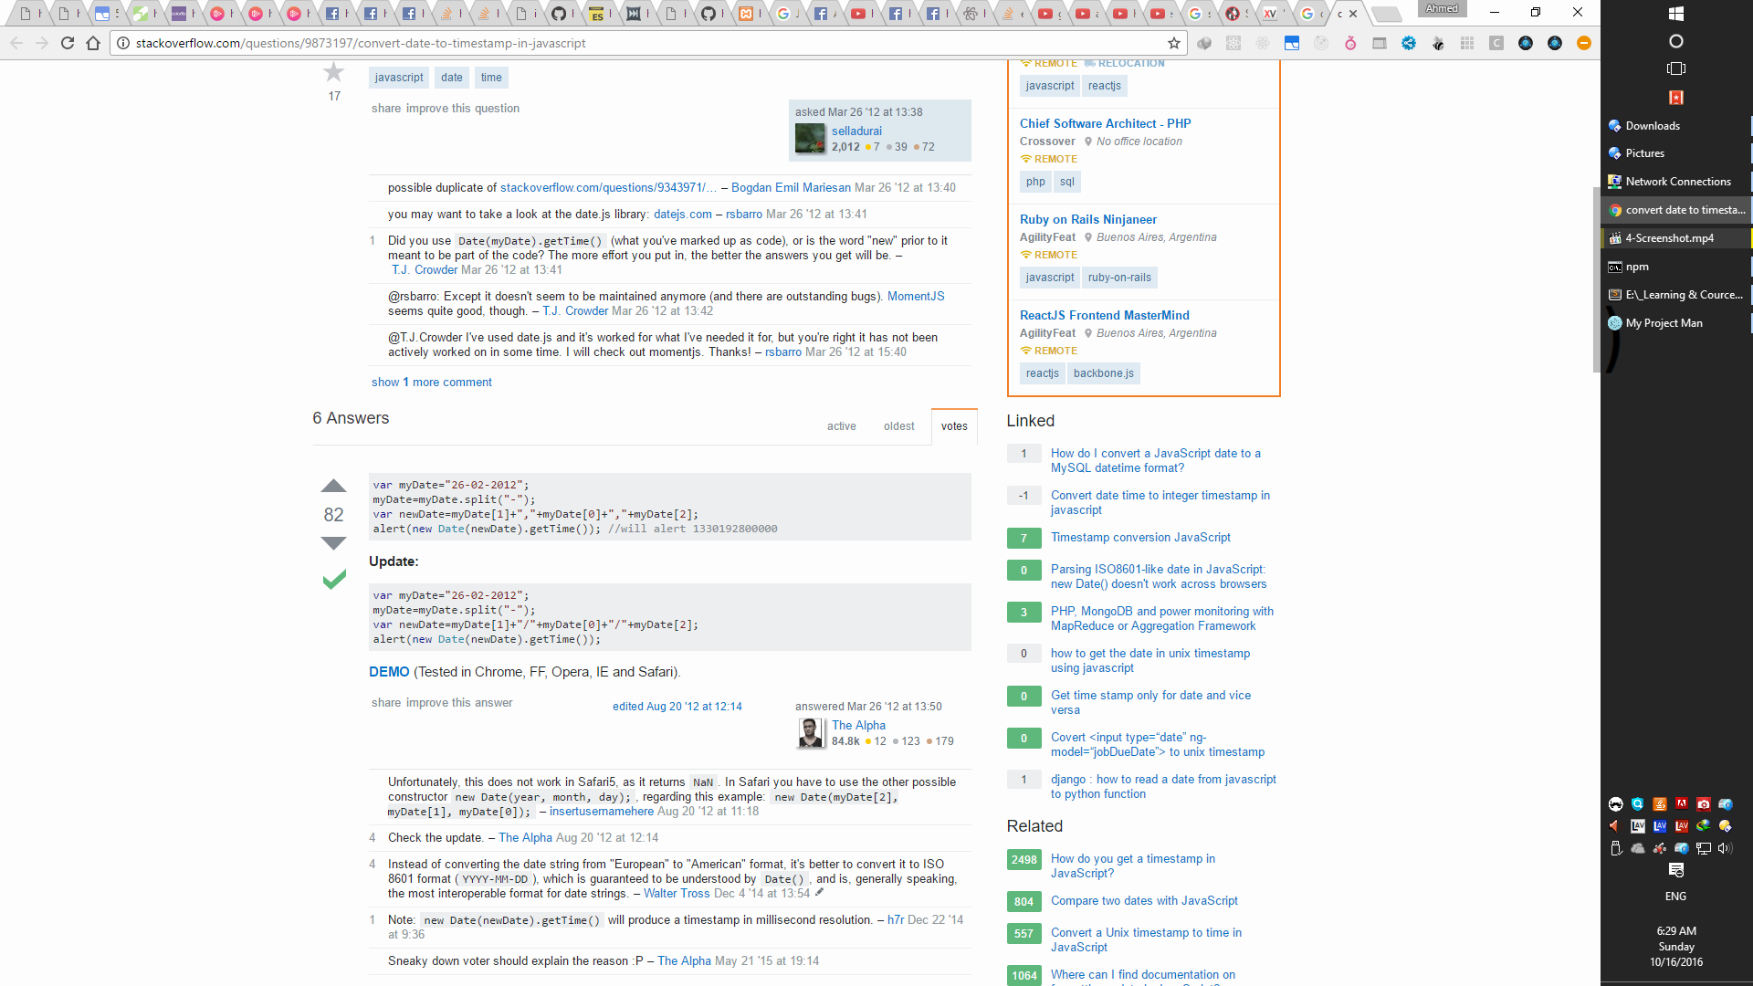 Ahmed
stackoverflow.com/questions/9873197/convert-date-to-timestamp-in-javascript
17
javascript date time
share improve this question
asked Mar 26 '12 at 13:38
selladurai
2,012 7 39 72
possible duplicate of stackoverflow.com/questions/9343971/… – Bogdan Emil Mariesan Mar 26 '12 at 13:40
you may want to take a look at the date.js library: datejs.com – rsbarro Mar 26 '12 at 13:41
1 Did you use Date(myDate).getTime() (what you've marked up as code), or is the word "new" prior to it
meant to be part of the code? The more effort you put in, the better the answers you get will be. –
T.J. Crowder Mar 26 '12 at 13:41
@rsbarro: Except it doesn't seem to be maintained anymore (and there are outstanding bugs). MomentJS
seems quite good, though. – T.J. Crowder Mar 26 '12 at 13:42
@T.J.Crowder I've used date.js and it's worked for what I've needed it for, but you're right it has not been
actively worked on in some time. I will check out momentjs. Thanks! – rsbarro Mar 26 '12 at 15:40
show 1 more comment
6 Answers
active oldest votes
82
var myDate="26-02-2012";
myDate=myDate.split("-");
var newDate=myDate[1]+","+myDate[0]+","+myDate[2];
alert(new Date(newDate).getTime()); //will alert 1330192800000
Update:
var myDate="26-02-2012";
myDate=myDate.split("-");
var newDate=myDate[1]+"/"+myDate[0]+"/"+myDate[2];
alert(new Date(newDate).getTime());
DEMO (Tested in Chrome, FF, Opera, IE and Safari).
share improve this answer
edited Aug 20 '12 at 12:14
answered Mar 26 '12 at 13:50
The Alpha
84.8k 12 123 179
Unfortunately, this does not work in Safari5, as it returns NaN . In Safari you have to use the other possible
constructor new Date(year, month, day); , regarding this example: new Date(myDate[2],
myDate[1], myDate[0]); – insertusernamehere Aug 20 '12 at 11:18
4 Check the update. – The Alpha Aug 20 '12 at 12:14
4 Instead of converting the date string from "European" to "American" format, it's better to convert it to ISO
8601 format ( YYYY-MM-DD ), which is guaranteed to be understood by Date() , and is, generally speaking,
the most interoperable format for date strings. – Walter Tross Dec 4 '14 at 13:54
1 Note: new Date(newDate).getTime() will produce a timestamp in millisecond resolution. – h7r Dec 22 '14
at 9:36
Sneaky down voter should explain the reason :P – The Alpha May 21 '15 at 19:14
REMOTE RELOCATION
javascript reactjs
Chief Software Architect - PHP
Crossover No office location
REMOTE
php sql
Ruby on Rails Ninjaneer
AgilityFeat Buenos Aires, Argentina
REMOTE
javascript ruby-on-rails
ReactJS Frontend MasterMind
AgilityFeat Buenos Aires, Argentina
REMOTE
reactjs backbone.js
Linked
1 How do I convert a JavaScript date to a
MySQL datetime format?
-1 Convert date time to integer timestamp in
javascript
7 Timestamp conversion JavaScript
0 Parsing ISO8601-like date in JavaScript:
new Date() doesn't work across browsers
3 PHP, MongoDB and power monitoring with
MapReduce or Aggregation Framework
0 how to get the date in unix timestamp
using javascript
0 Get time stamp only for date and vice
versa
0 Covert <input type="date" ng-
model="jobDueDate"> to unix timestamp
1 django : how to read a date from javascript
to python function
Related
2498 How do you get a timestamp in
JavaScript?
804 Compare two dates with JavaScript
557 Convert a Unix timestamp to time in
JavaScript
1064 Where can I find documentation on
Downloads
Pictures
Network Connections
convert date to timesta...
4-Screenshot.mp4
npm
E:\_Learning & Cource...
My Project Man
ENG
6:29 AM
Sunday
10/16/2016